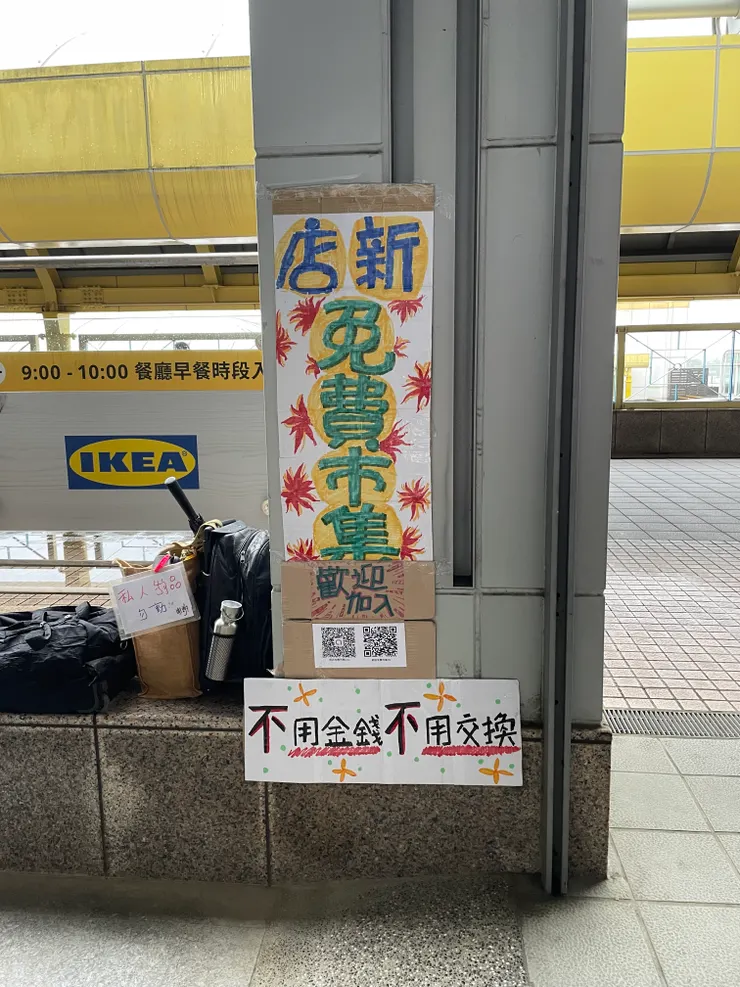 新店
免費市集
歡迎
加入
不用金錢不用交換
9:00 - 10:00 餐廳早餐時段入
IKEA
私人物品
勿動